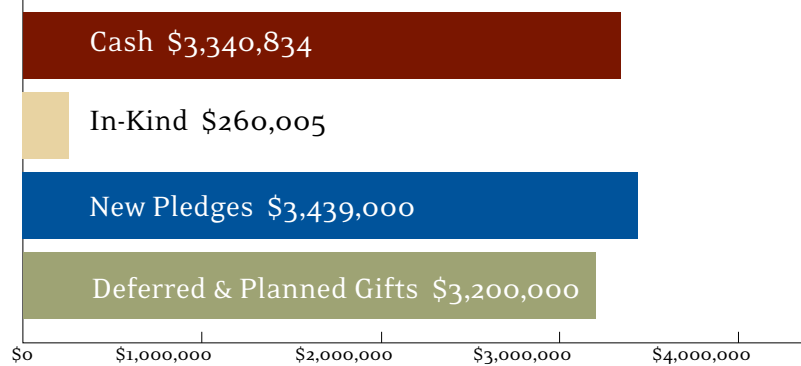 Cash $3,340,834
In-Kind $260,005
New Pledges $3,439,000
Deferred & Planned Gifts $3,200,000
$0 $1,000,000 $2,000,000 $3,000,000 $4,000,000